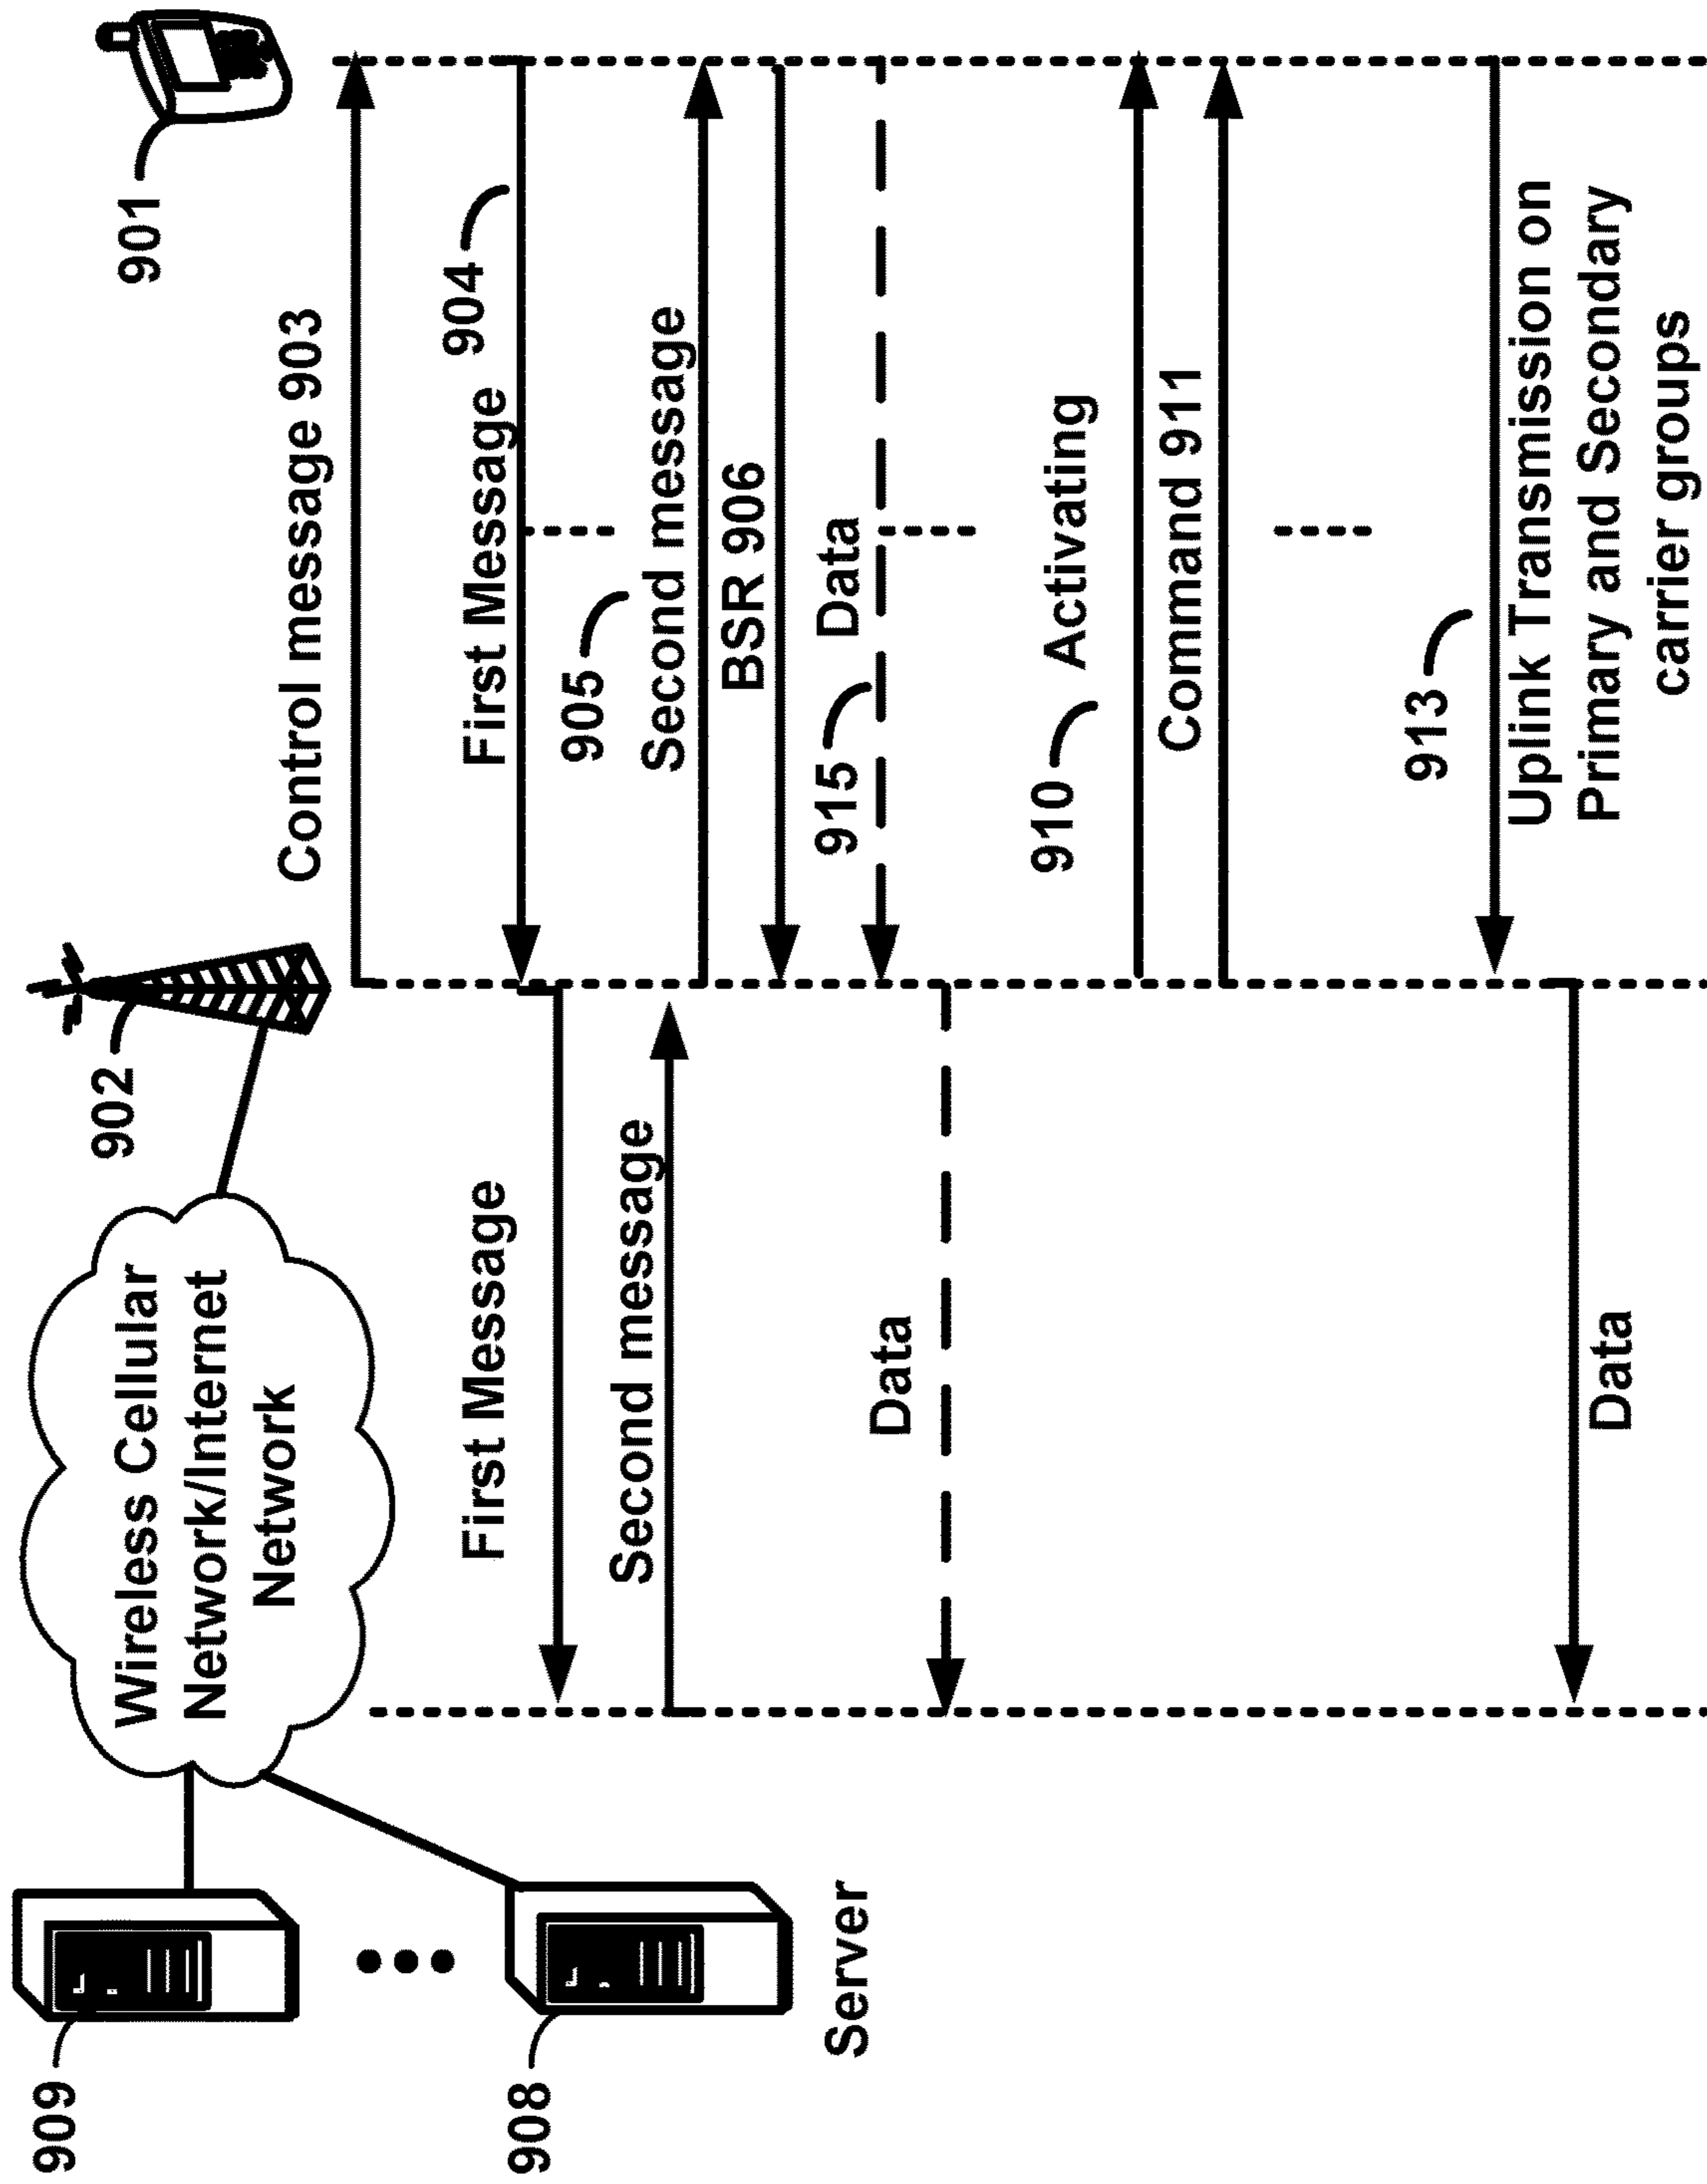 909
908
Server
Wireless Cellular
Network/Internet
Network
902
901
Control message 903
First Message
904
First Message
905
Second message
Second message
BSR 906
915
Data
Data
910
Activating
Command 911
913
Uplink Transmission on
Primary and Secondary
carrier groups
Data